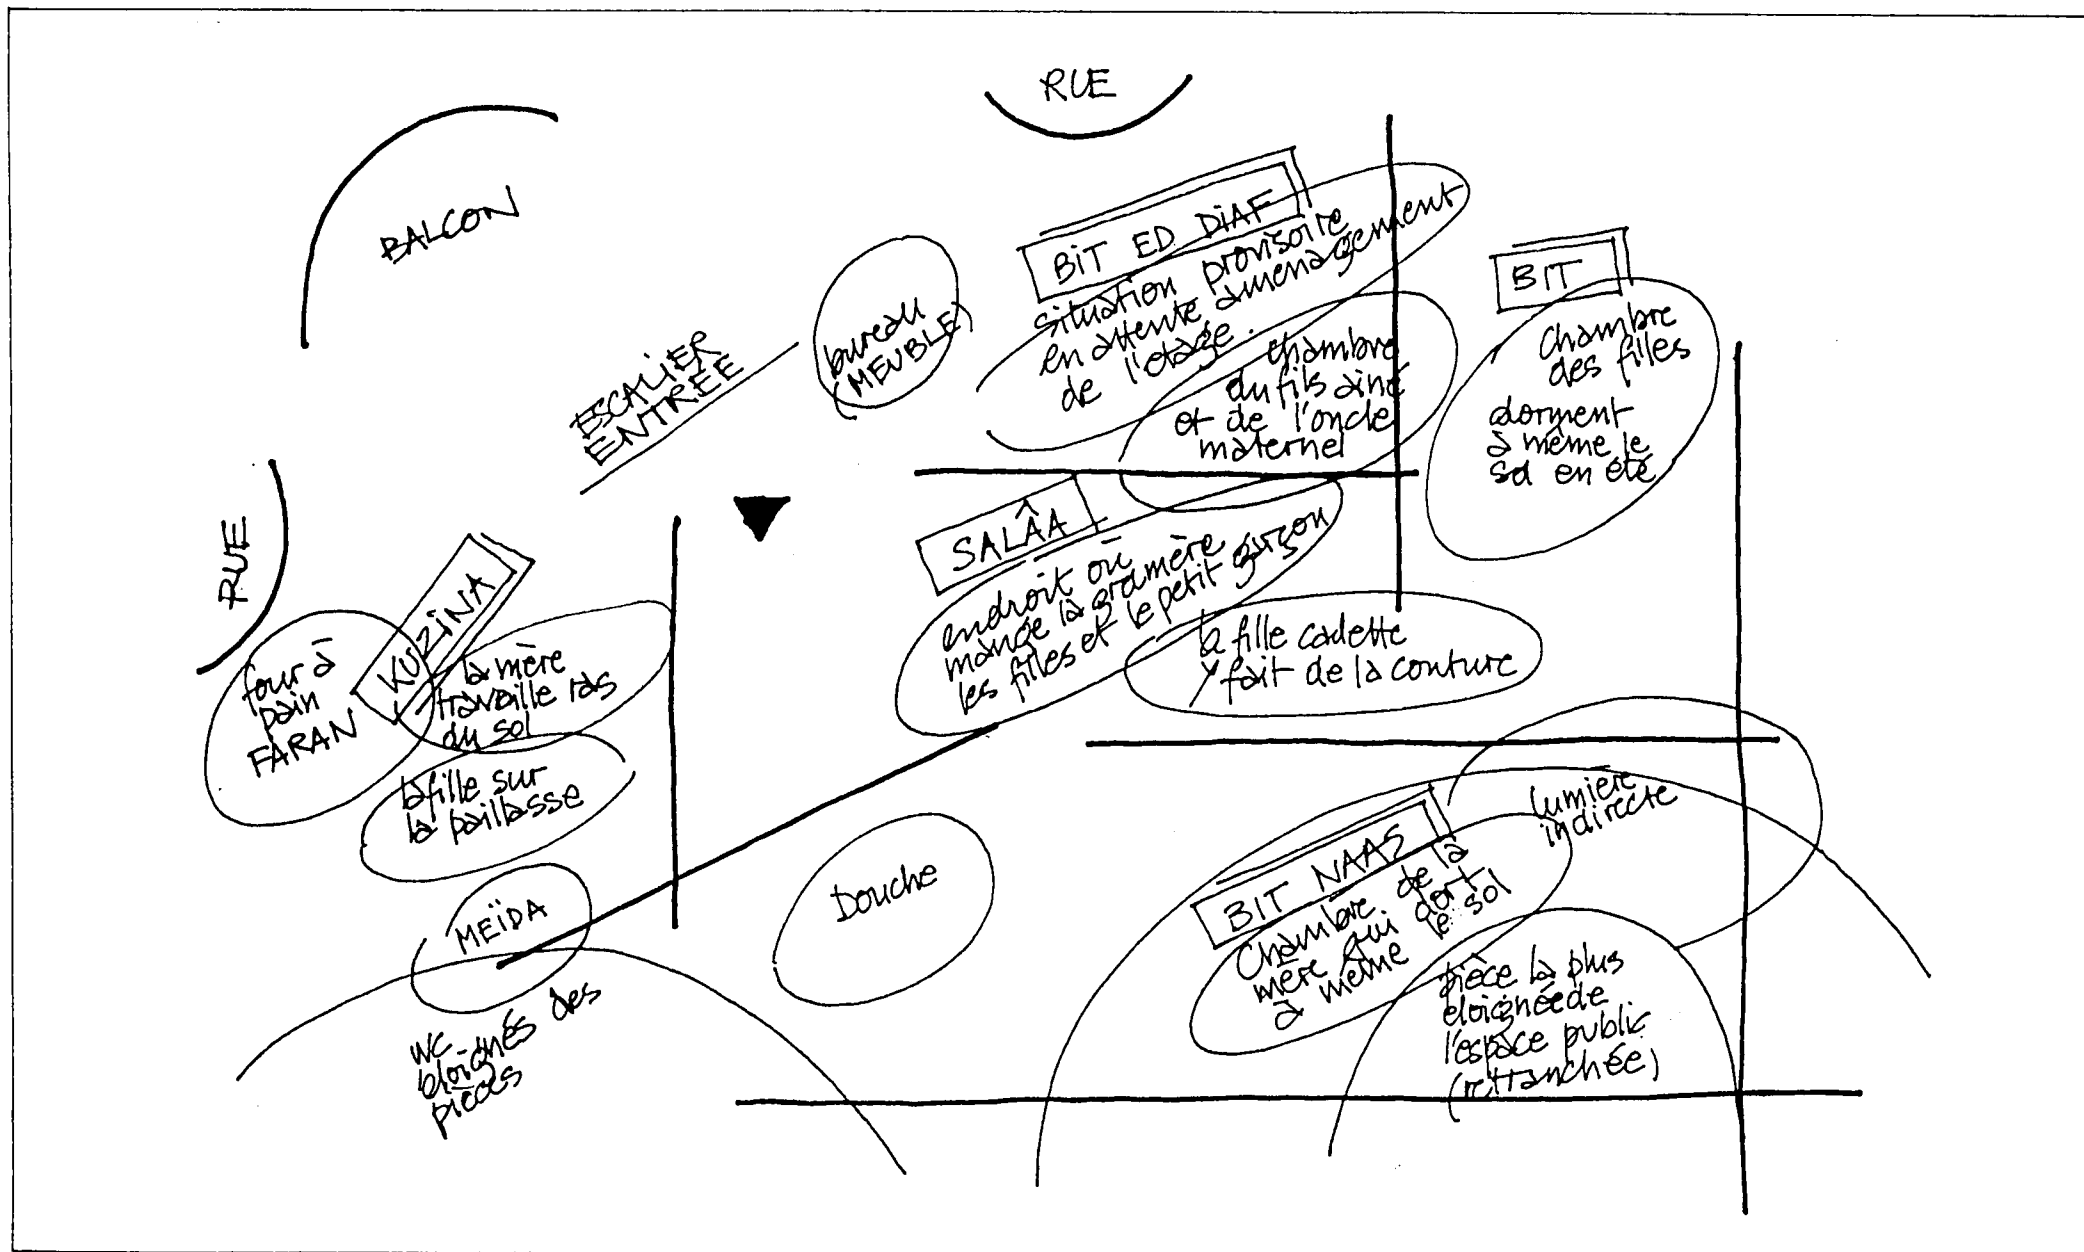 RUE
BALCON
ESCALIER
ENTRÉE
bureau
(MEUBLE)
BIT ED DIAF
situation provisoire
en attente aménagement
de l'étage.
chambre
du fils ainé
et de l'oncle
maternel
BIT
chambre
des filles
dorment
à même le
sol en été
RUE
KUZINA
four à
pain
FARAN
la mère
travaille ras
du sol
la fille sur
la paillasse
MEÏDA
WC
éloignés des
pièces
SALÂA
endroit où
mange la gramère
les filles et le petit garçon
la fille cadette
y fait de la couture
Douche
BIT NAAS
Chambre de la
mère qui dort
à même le sol
lumière
indirecte
pièce la plus
éloignée de
l'espace public
(retranchée)